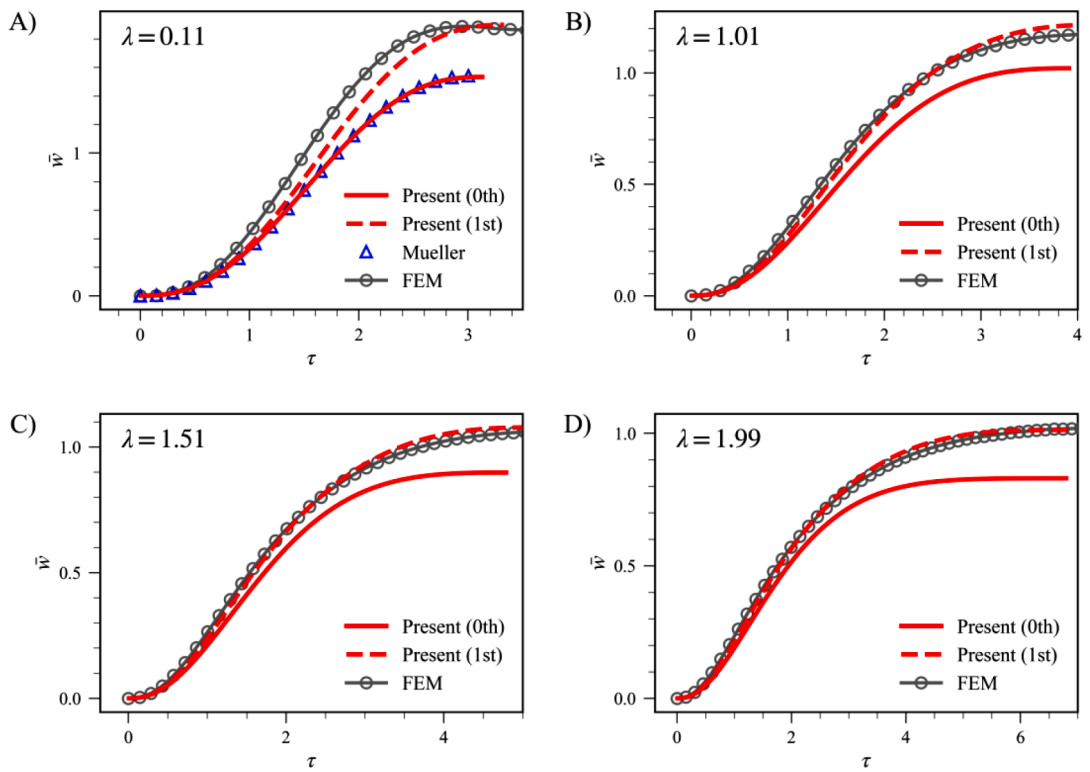 A)
λ=0.11
w̄
1
0
Present (0th)
Present (1st)
Mueller
FEM
0 1 2 3
τ
B)
λ=1.01
w̄
1.0
0.5
0.0
Present (0th)
Present (1st)
FEM
0 1 2 3 4
τ
C)
λ=1.51
w̄
1.0
0.5
0.0
Present (0th)
Present (1st)
FEM
0 2 4
τ
D)
λ=1.99
w̄
1.0
0.5
0.0
Present (0th)
Present (1st)
FEM
0 2 4 6
τ